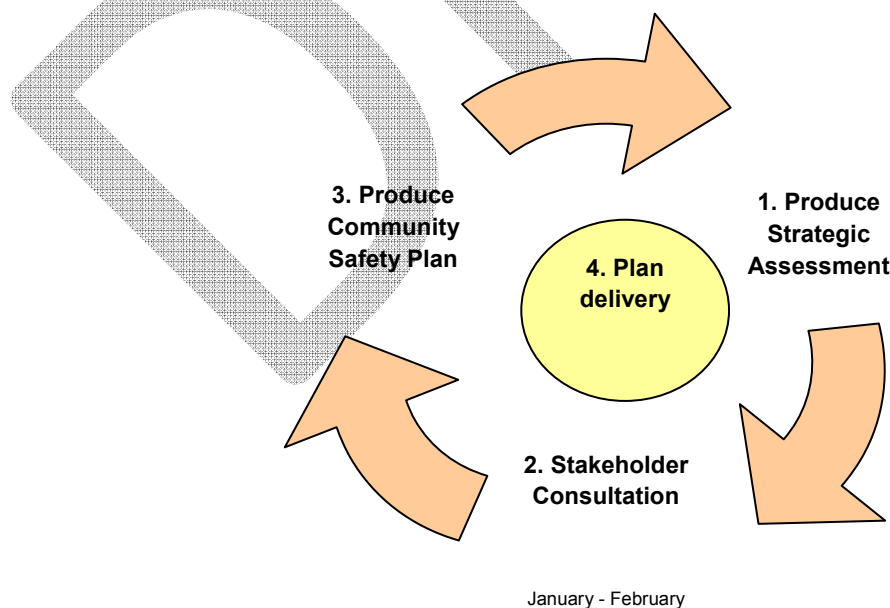 3. Produce
Community
Safety Plan
1. Produce
Strategic
Assessment
4. Plan
delivery
2. Stakeholder
Consultation
January - February